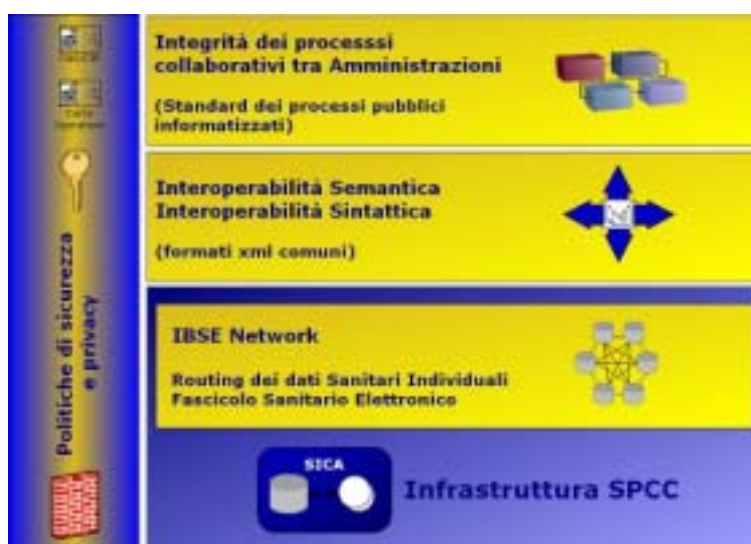 Integrità dei processsi
collaborativi tra Amministrazioni
(Standard dei processi pubblici
informatizzati)
Interoperabilità Semantica
Interoperabilità Sintattica
(formati xml comuni)
IBSE Network
Routing dei dati Sanitari Individuali
Fascicolo Sanitario Elettronico
SICA
Infrastruttura SPCC
Politiche di sicurezza
e privacy